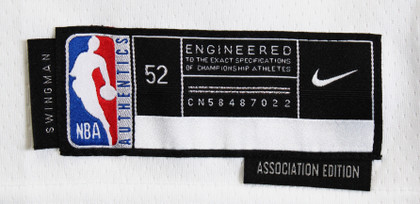 SWINGMAN
NBA
AUTHENTICS
52
ENGINEERED
TO THE EXACT SPECIFICATIONS
OF CHAMPIONSHIP ATHLETES
CN58487022
ASSOCIATION EDITION